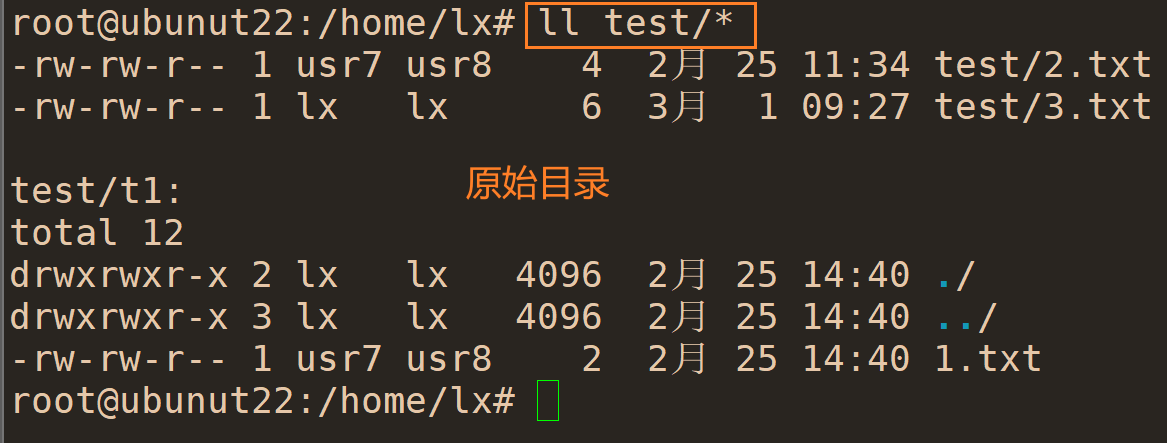 root@ubunut22:/home/lx# ll test/*
-rw-rw-r-- 1 usr7 usr8    4  2月 25 11:34 test/2.txt
-rw-rw-r-- 1 lx   lx      6  3月  1 09:27 test/3.txt
原始目录
test/t1:
total 12
drwxrwxr-x 2 lx   lx   4096  2月 25 14:40 ./
drwxrwxr-x 3 lx   lx   4096  2月 25 14:40 ../
-rw-rw-r-- 1 usr7 usr8    2  2月 25 14:40 1.txt
root@ubunut22:/home/lx#